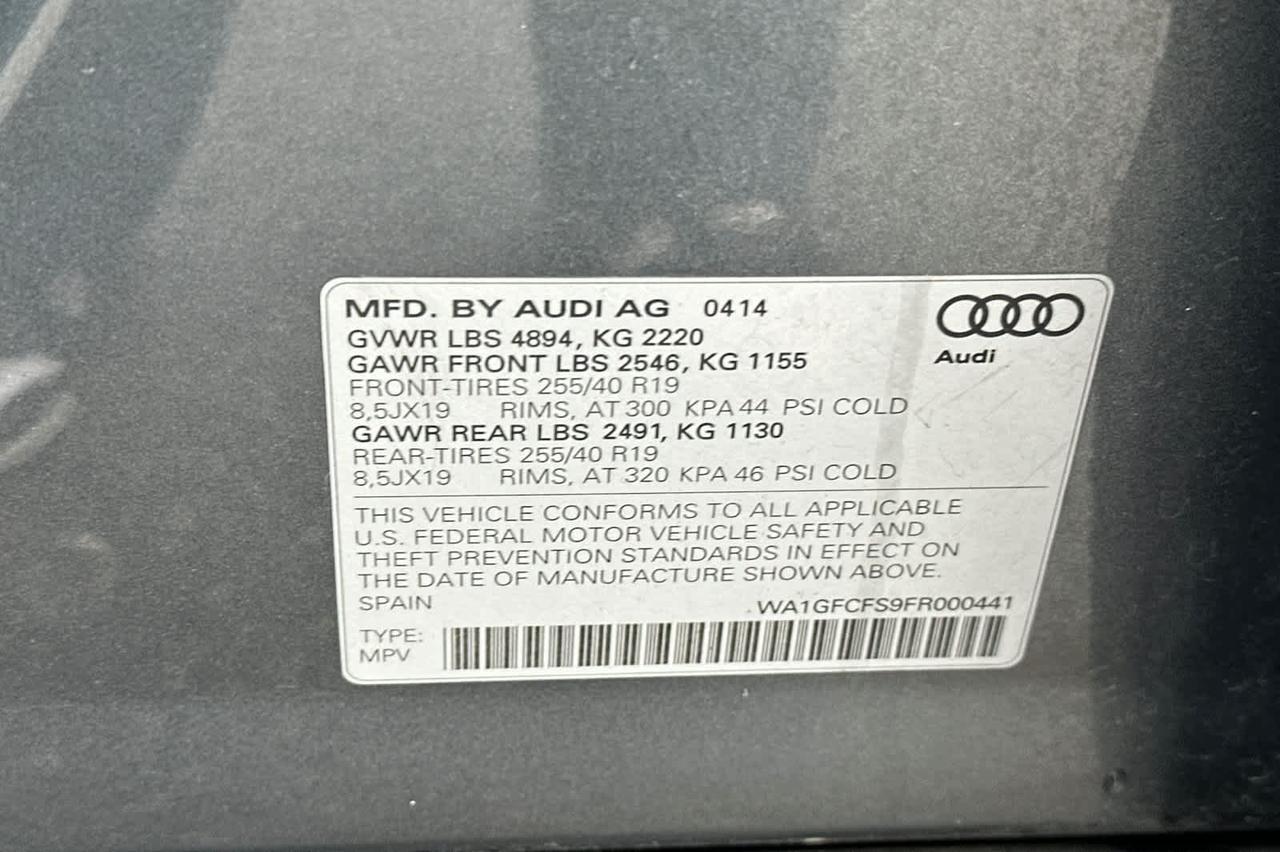 MFD. BY AUDI AG 0414
GVWR LBS 4894, KG 2220
GAWR FRONT LBS 2546, KG 1155
FRONT-TIRES 255/40 R19
8,5JX19 RIMS, AT 300 KPA 44 PSI COLD
GAWR REAR LBS 2491, KG 1130
REAR-TIRES 255/40 R19
8,5JX19 RIMS, AT 320 KPA 46 PSI COLD
Audi
THIS VEHICLE CONFORMS TO ALL APPLICABLE
U.S. FEDERAL MOTOR VEHICLE SAFETY AND
THEFT PREVENTION STANDARDS IN EFFECT ON
THE DATE OF MANUFACTURE SHOWN ABOVE.
SPAIN WA1GFCFS9FR000441
TYPE:
MPV